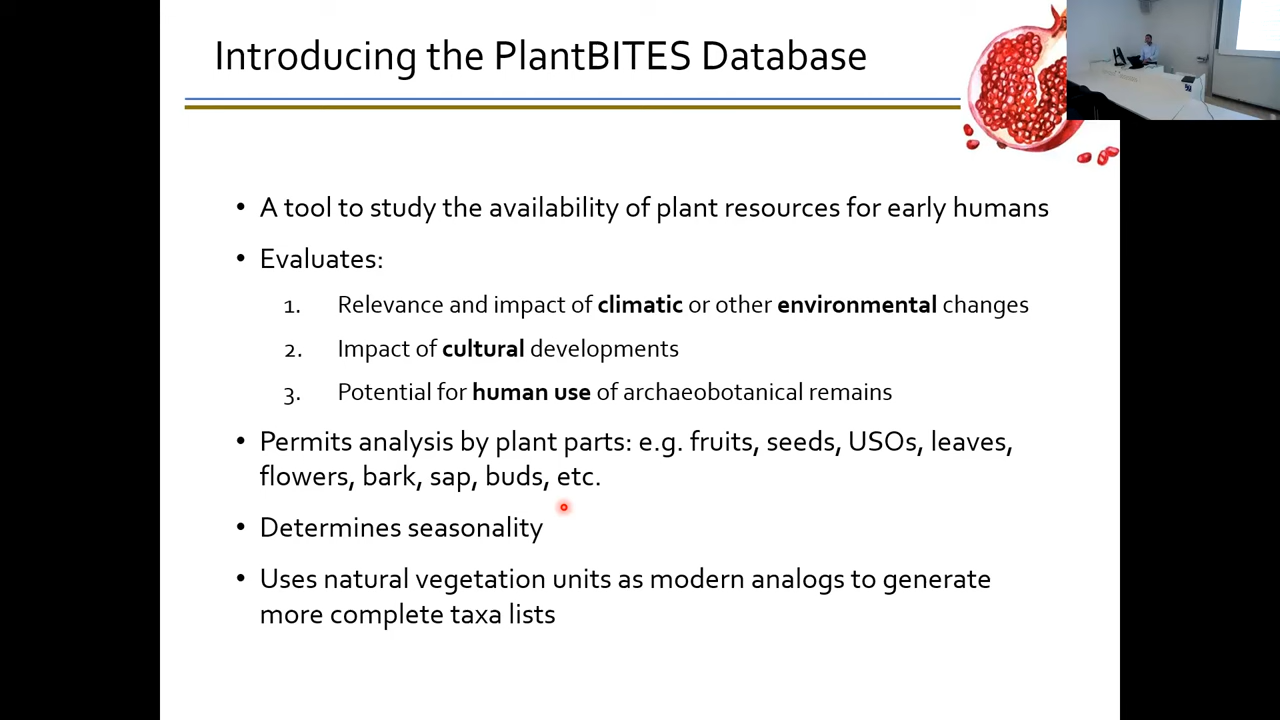 Introducing the PlantBITES Database
• A tool to study the availability of plant resources for early humans
• Evaluates:
1. Relevance and impact of climatic or other environmental changes
2. Impact of cultural developments
3. Potential for human use of archaeobotanical remains
• Permits analysis by plant parts: e.g. fruits, seeds, USOs, leaves,
flowers, bark, sap, buds, etc.
• Determines seasonality
• Uses natural vegetation units as modern analogs to generate
more complete taxa lists